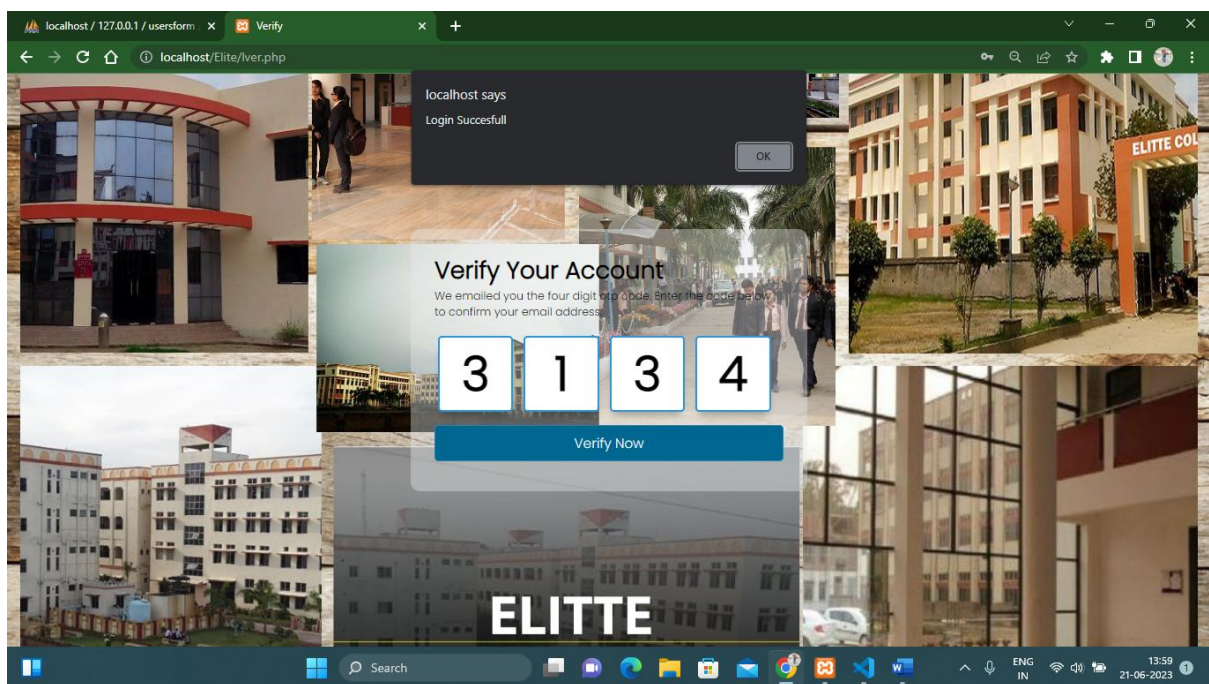 localhost / 127.0.0.1 / usersform
Verify
localhost/Elite/lver.php
localhost says
Login Succesfull
OK
ELITTE COL
Verify Your Account
We emailed you the four digit otp code. Enter the code below
to confirm your email address.
3 1 3 4
Verify Now
ELITTE
Search
ENG
IN
13:59
21-06-2023
1